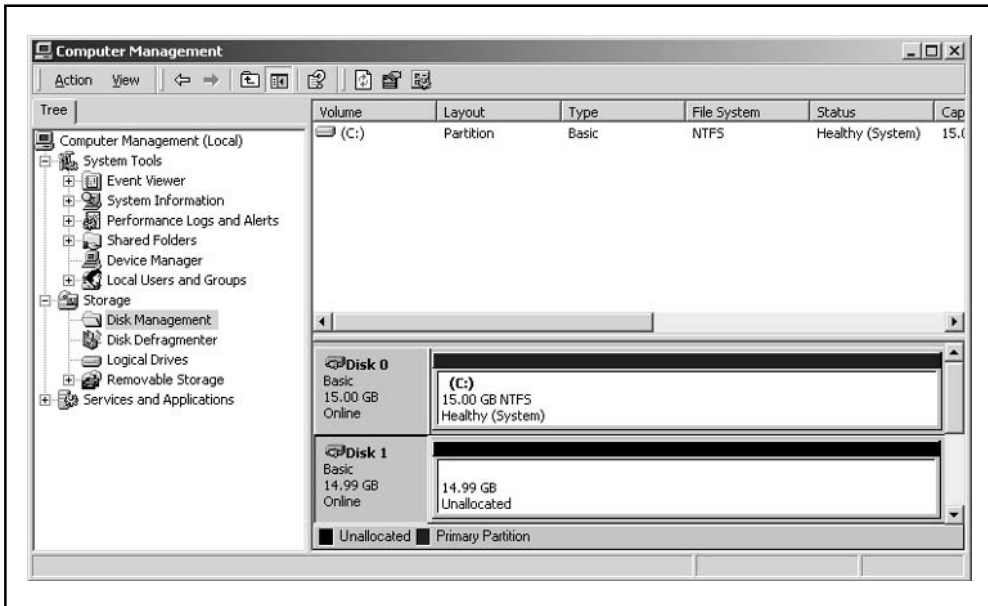 Computer Management
Action View
Tree
Computer Management (Local)
System Tools
Event Viewer
System Information
Performance Logs and Alerts
Shared Folders
Device Manager
Local Users and Groups
Storage
Disk Management
Disk Defragmenter
Logical Drives
Removable Storage
Services and Applications
Volume Layout Type File System Status Cap
(C:) Partition Basic NTFS Healthy (System) 15.0
Disk 0
Basic
15.00 GB
Online
(C:)
15.00 GB NTFS
Healthy (System)
Disk 1
Basic
14.99 GB
Online
14.99 GB
Unallocated
Unallocated Primary Partition